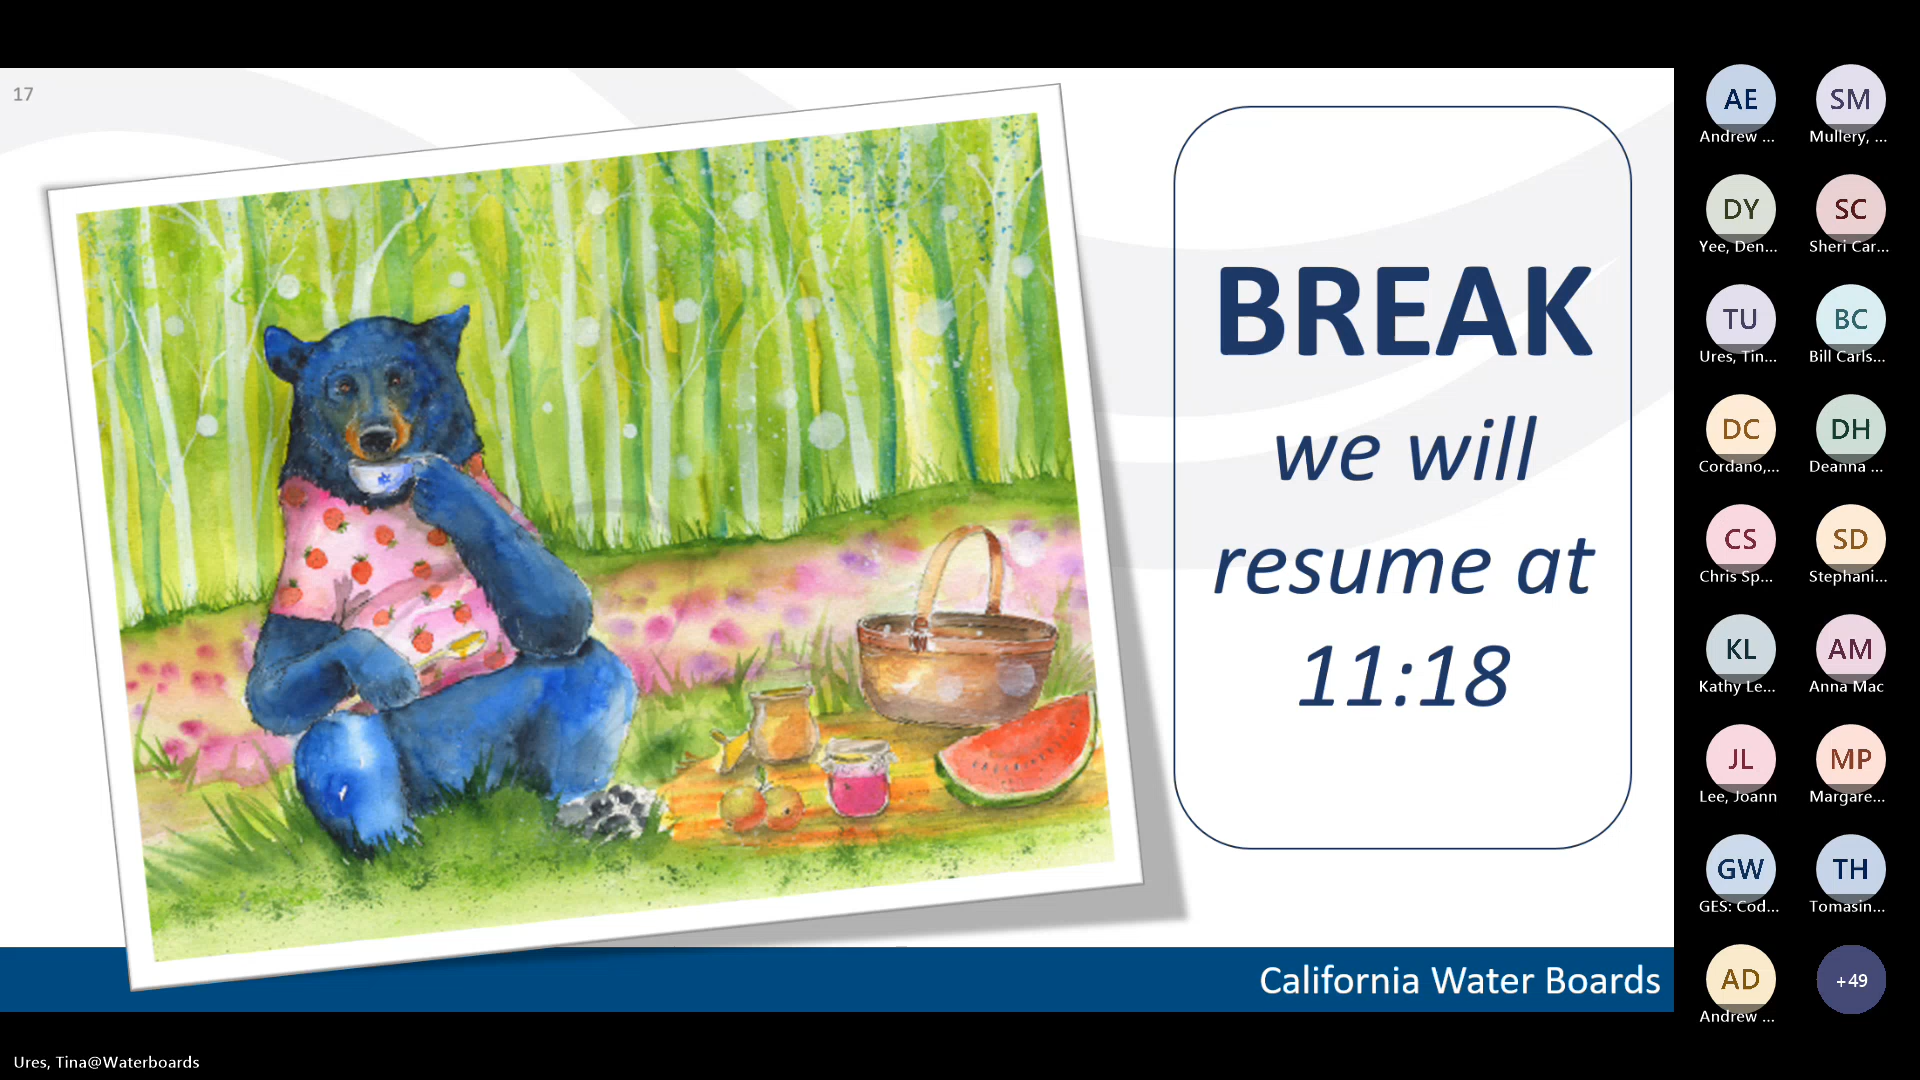 17
BREAK
we will
resume at
11:18
California Water Boards
Ures, Tina@Waterboards
AE
Andrew ...
SM
Mullery, ...
DY
Yee, Den...
SC
Sheri Car...
TU
Ures, Tin...
BC
Bill Carls...
DC
Cordano,...
DH
Deanna ...
CS
Chris Sp...
SD
Stephani...
KL
Kathy Le...
AM
Anna Mac
JL
Lee, Joann
MP
Margare...
GW
GES: Cod...
TH
Tomasin...
AD
Andrew ...
+49